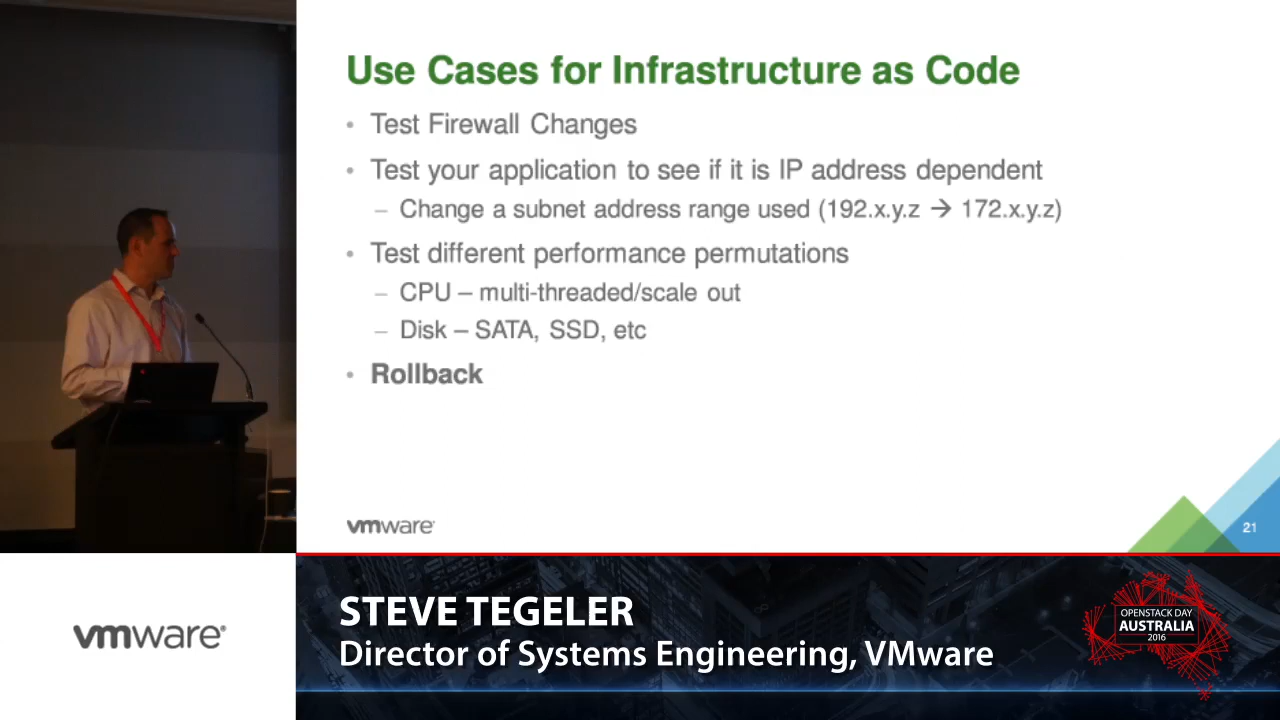 Use Cases for Infrastructure as Code
• Test Firewall Changes
• Test your application to see if it is IP address dependent
– Change a subnet address range used (192.x.y.z → 172.x.y.z)
• Test different performance permutations
– CPU – multi-threaded/scale out
– Disk – SATA, SSD, etc
• Rollback
vmware®
21
vmware®
STEVE TEGELER
Director of Systems Engineering, VMware
OPENSTACK DAY
AUSTRALIA
2016